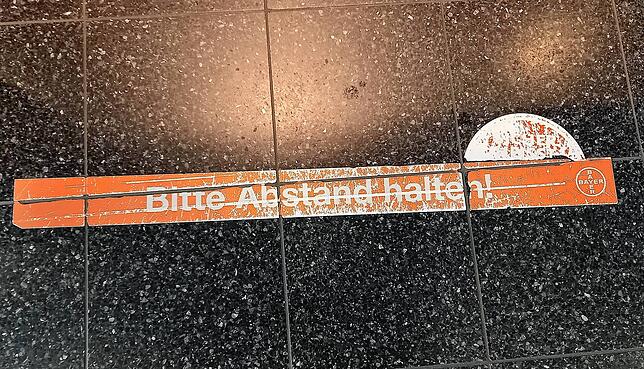 Bitte Abstand halten!
BAYER